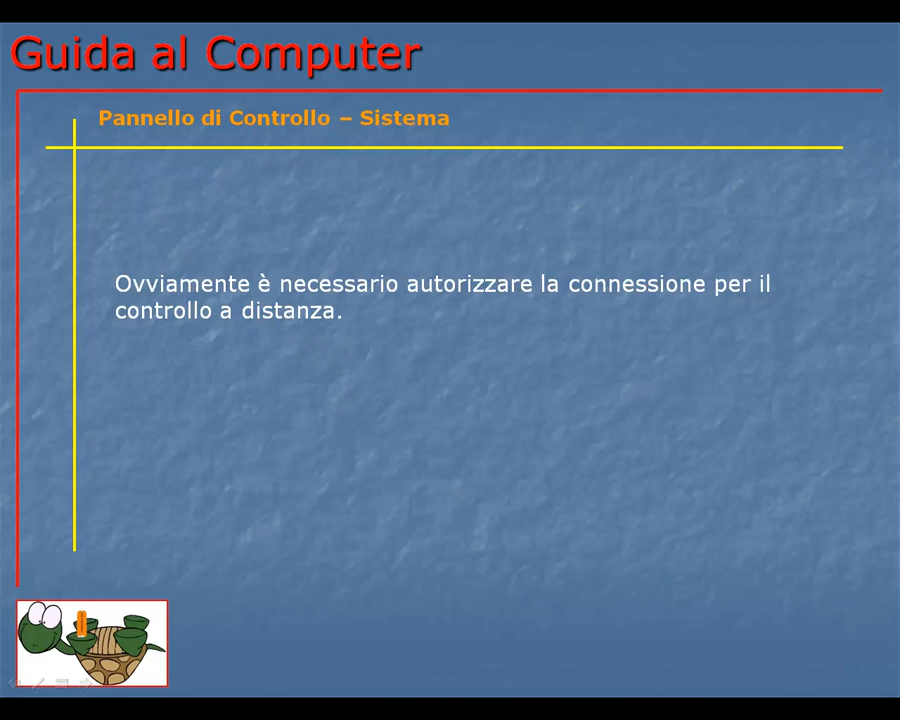 Guida al Computer
Pannello di Controllo – Sistema
Ovviamente è necessario autorizzare la connessione per il
controllo a distanza.